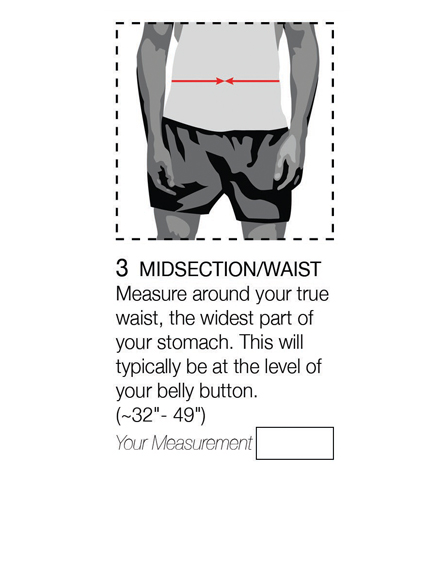 3 MIDSECTION/WAIST
Measure around your true
waist, the widest part of
your stomach. This will
typically be at the level of
your belly button.
(~32"- 49")
Your Measurement